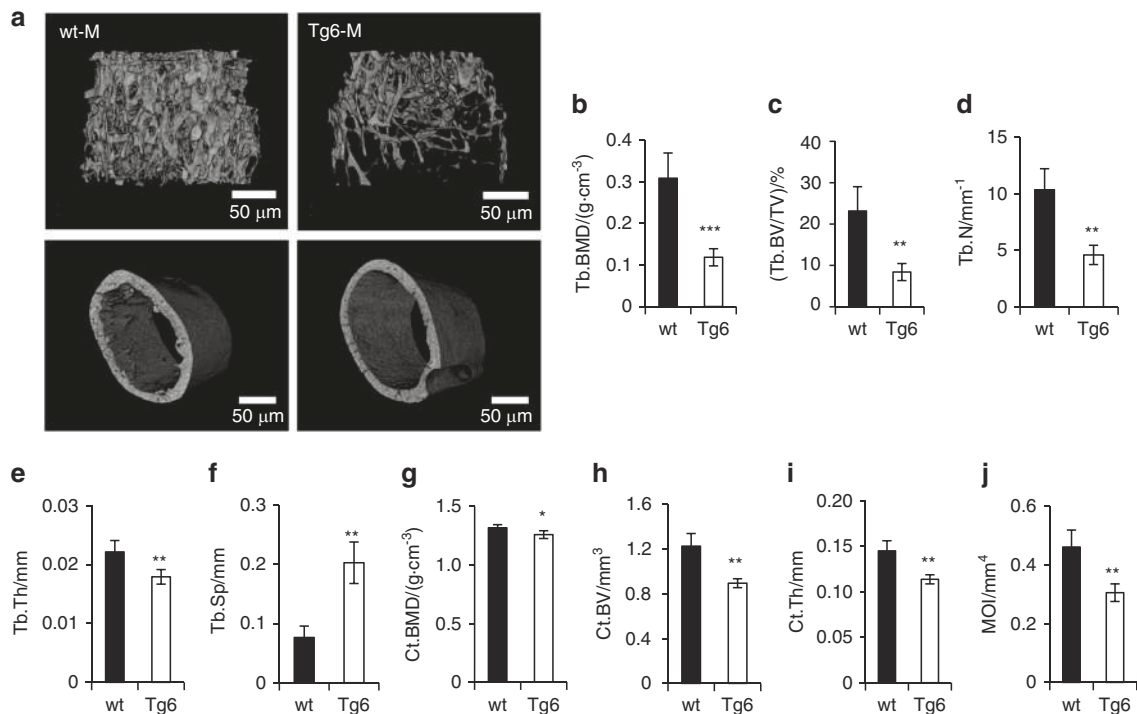 a
wt-M
Tg6-M
50 μm
50 μm
50 μm
50 μm
b
Tb.BMD/(g·cm⁻³)
0.4
0.3
0.2
0.1
0
***
wt
Tg6
c
(Tb.BV/TV)/%
40
30
20
10
0
**
wt
Tg6
d
Tb.N/mm⁻¹
15
10
5
0
**
wt
Tg6
e
Tb.Th/mm
0.03
0.02
0.01
0
**
wt
Tg6
f
Tb.Sp/mm
0.3
0.2
0.1
0
**
wt
Tg6
g
Ct.BMD/(g·cm⁻³)
1.5
1.0
0.5
0
*
wt
Tg6
h
Ct.BV/mm³
1.6
1.2
0.8
0.4
0
**
wt
Tg6
i
Ct.Th/mm
0.20
0.15
0.10
0.05
0.00
**
wt
Tg6
j
MOI/mm⁴
0.6
0.4
0.2
0
**
wt
Tg6